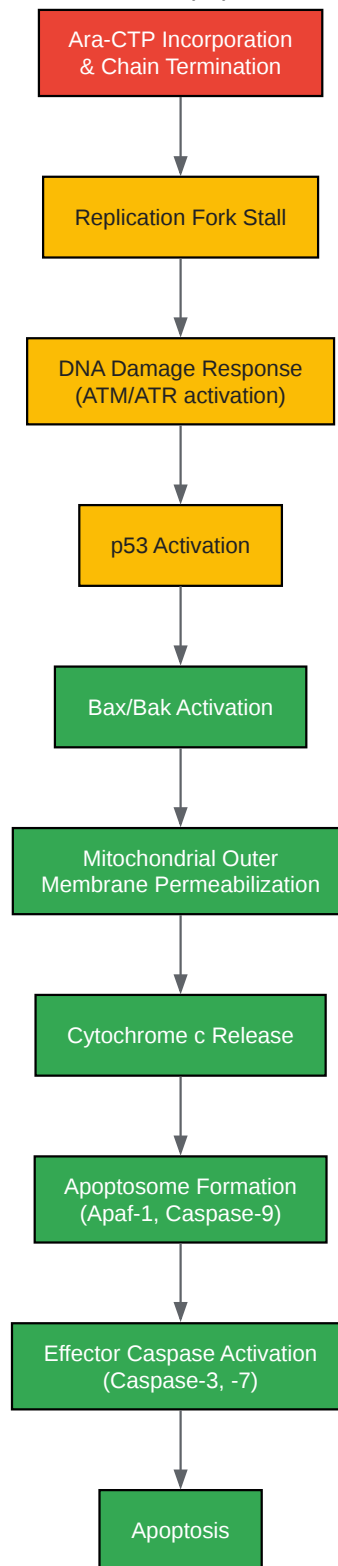 Ara-CTP Incorporation
& Chain Termination
Replication Fork Stall
DNA Damage Response
(ATM/ATR activation)
p53 Activation
Bax/Bak Activation
Mitochondrial Outer
Membrane Permeabilization
Cytochrome c Release
Apoptosome Formation
(Apaf-1, Caspase-9)
Effector Caspase Activation
(Caspase-3, -7)
Apoptosis